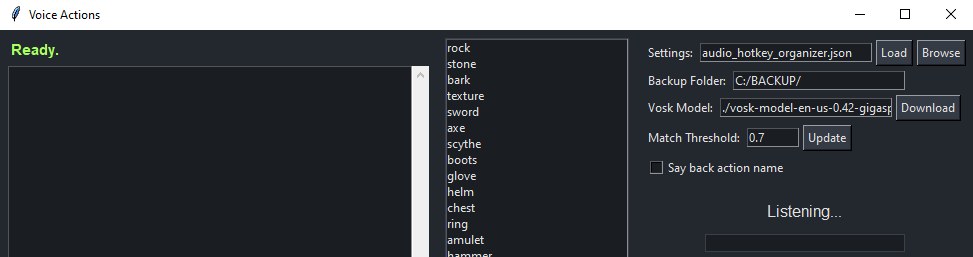 Voice Actions
Ready.
rock
stone
bark
texture
sword
axe
scythe
boots
glove
helm
chest
ring
amulet
hammer
Settings: audio_hotkey_organizer.json Load Browse
Backup Folder: C:/BACKUP/
Vosk Model: ./vosk-model-en-us-0.42-gigasp Download
Match Threshold: 0.7 Update
Say back action name
Listening...